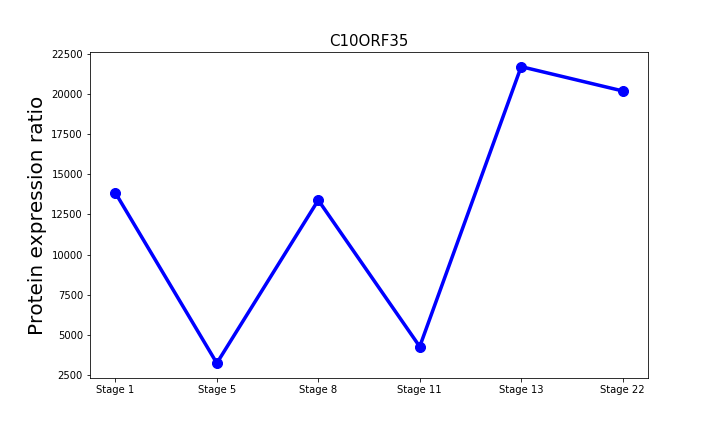 C10ORF35
Protein expression ratio
22500
20000
17500
15000
12500
10000
7500
5000
2500
Stage 1
Stage 5
Stage 8
Stage 11
Stage 13
Stage 22